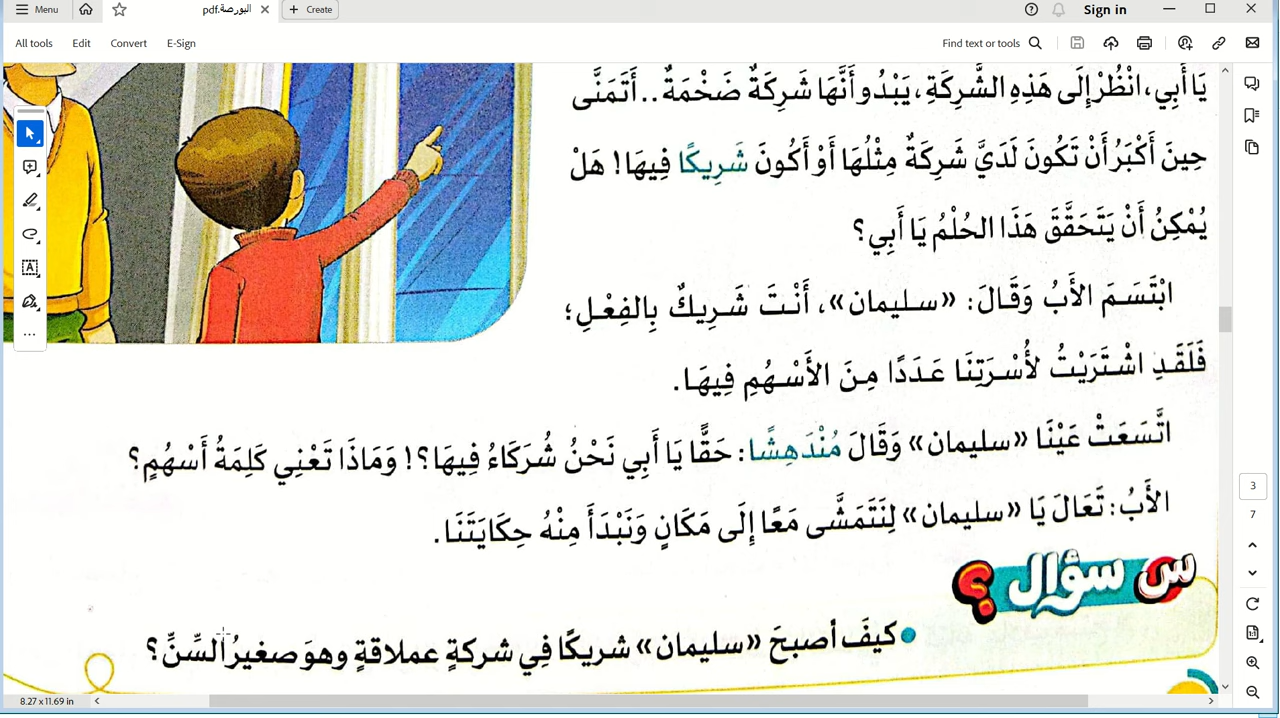 Menu
البورصة.pdf
Create
Sign in
All tools
Edit
Convert
E-Sign
Find text or tools
يَا أَبِي، انْظُرْ إِلَى هَذِهِ الشَّرِكَةِ، يَبْدُو أَنَّهَا شَرِكَةٌ ضَخْمَةٌ.. أَتَمَنَّى
حِينَ أَكْبَرُ أَنْ تَكُونَ لَدَيَّ شَرِكَةٌ مِثْلُهَا أَوْ أَكُونَ شَرِيكًا فِيهَا! هَلْ
يُمْكِنُ أَنْ يَتَحَقَّقَ هَذَا الحُلْمُ يَا أَبِي؟
ابْتَسَمَ الأَبُ وَقَالَ: «سليمان»، أَنْتَ شَرِيكٌ بِالفِعْلِ؛
فَلَقَدِ اشْتَرَيْتُ لأُسْرَتِنَا عَدَدًا مِنَ الأَسْهُمِ فِيهَا.
اتَّسَعَتْ عَيْنَا «سليمان» وَقَالَ مُنْدَهِشًا: حَقًّا يَا أَبِي نَحْنُ شُرَكَاءُ فِيهَا؟! وَمَاذَا تَعْنِي كَلِمَةُ أَسْهُمٍ؟
الأَبُ: تَعَالَ يَا «سليمان» لِنَتَمَشَّى مَعًا إِلَى مَكَانٍ وَنَبْدَأَ مِنْهُ حِكَايَتَنَا.
س سؤال ؟
كيفَ أصبحَ «سليمان» شريكًا فِي شركةٍ عملاقةٍ وهوَ صغيرُ السِّنِّ؟
3
7
8.27 x 11.69 in